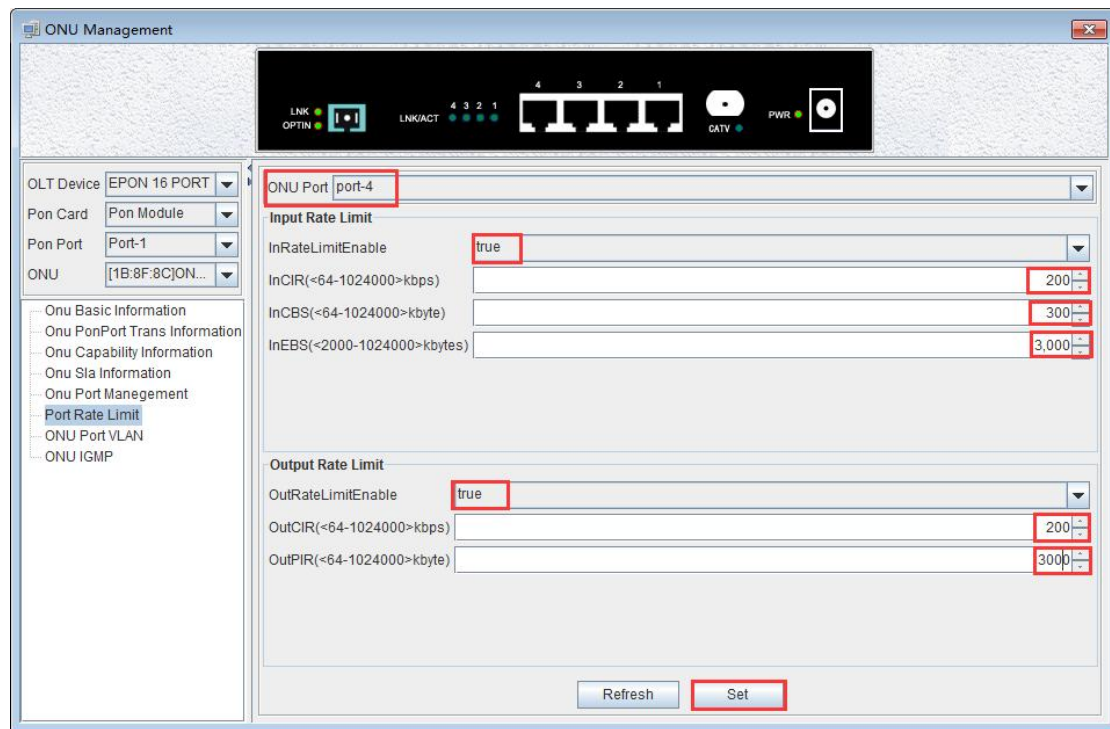 ONU Management
4 3 2 1
LNK
OPTIN
LNK/ACT
4 3 2 1
CATV
PWR
OLT Device EPON 16 PORT
Pon Card Pon Module
Pon Port Port-1
ONU [1B:8F:8C]ON...
Onu Basic Information
Onu PonPort Trans Information
Onu Capability Information
Onu Sla Information
Onu Port Manegement
Port Rate Limit
ONU Port VLAN
ONU IGMP
ONU Port port-4
Input Rate Limit
InRateLimitEnable true
InCIR(<64-1024000>kbps) 200
InCBS(<64-1024000>kbyte) 300
InEBS(<2000-1024000>kbytes) 3,000
Output Rate Limit
OutRateLimitEnable true
OutCIR(<64-1024000>kbps) 200
OutPIR(<64-1024000>kbyte) 3000
Refresh Set